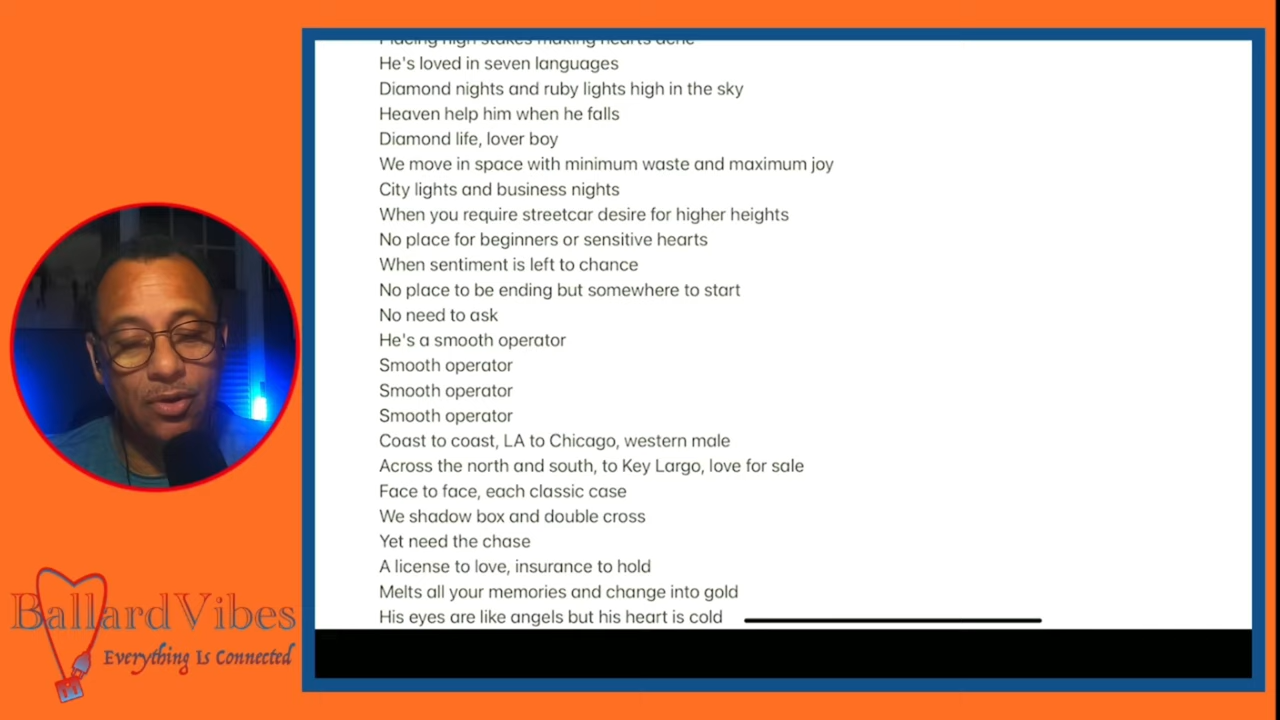 Placing high stakes making hearts ache
He's loved in seven languages
Diamond nights and ruby lights high in the sky
Heaven help him when he falls
Diamond life, lover boy
We move in space with minimum waste and maximum joy
City lights and business nights
When you require streetcar desire for higher heights
No place for beginners or sensitive hearts
When sentiment is left to chance
No place to be ending but somewhere to start
No need to ask
He's a smooth operator
Smooth operator
Smooth operator
Smooth operator
Coast to coast, LA to Chicago, western male
Across the north and south, to Key Largo, love for sale
Face to face, each classic case
We shadow box and double cross
Yet need the chase
A license to love, insurance to hold
Melts all your memories and change into gold
His eyes are like angels but his heart is cold
BallardVibes
Everything Is Connected